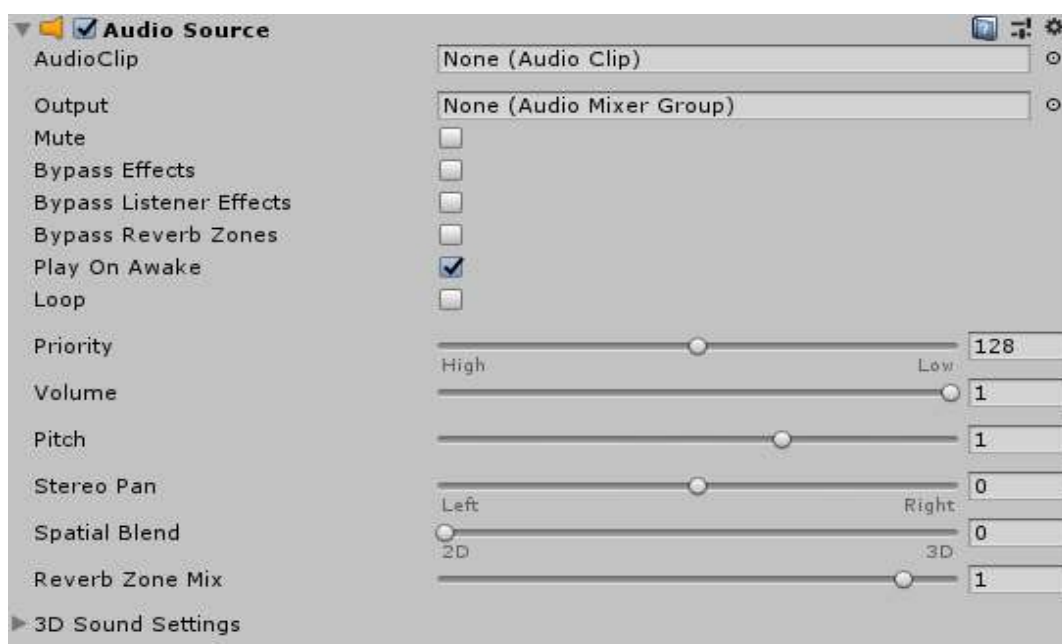 Audio Source
AudioClip None (Audio Clip)
Output None (Audio Mixer Group)
Mute
Bypass Effects
Bypass Listener Effects
Bypass Reverb Zones
Play On Awake
Loop
Priority 128
High Low
Volume 1
Pitch 1
Stereo Pan 0
Left Right
Spatial Blend 0
2D 3D
Reverb Zone Mix 1
3D Sound Settings